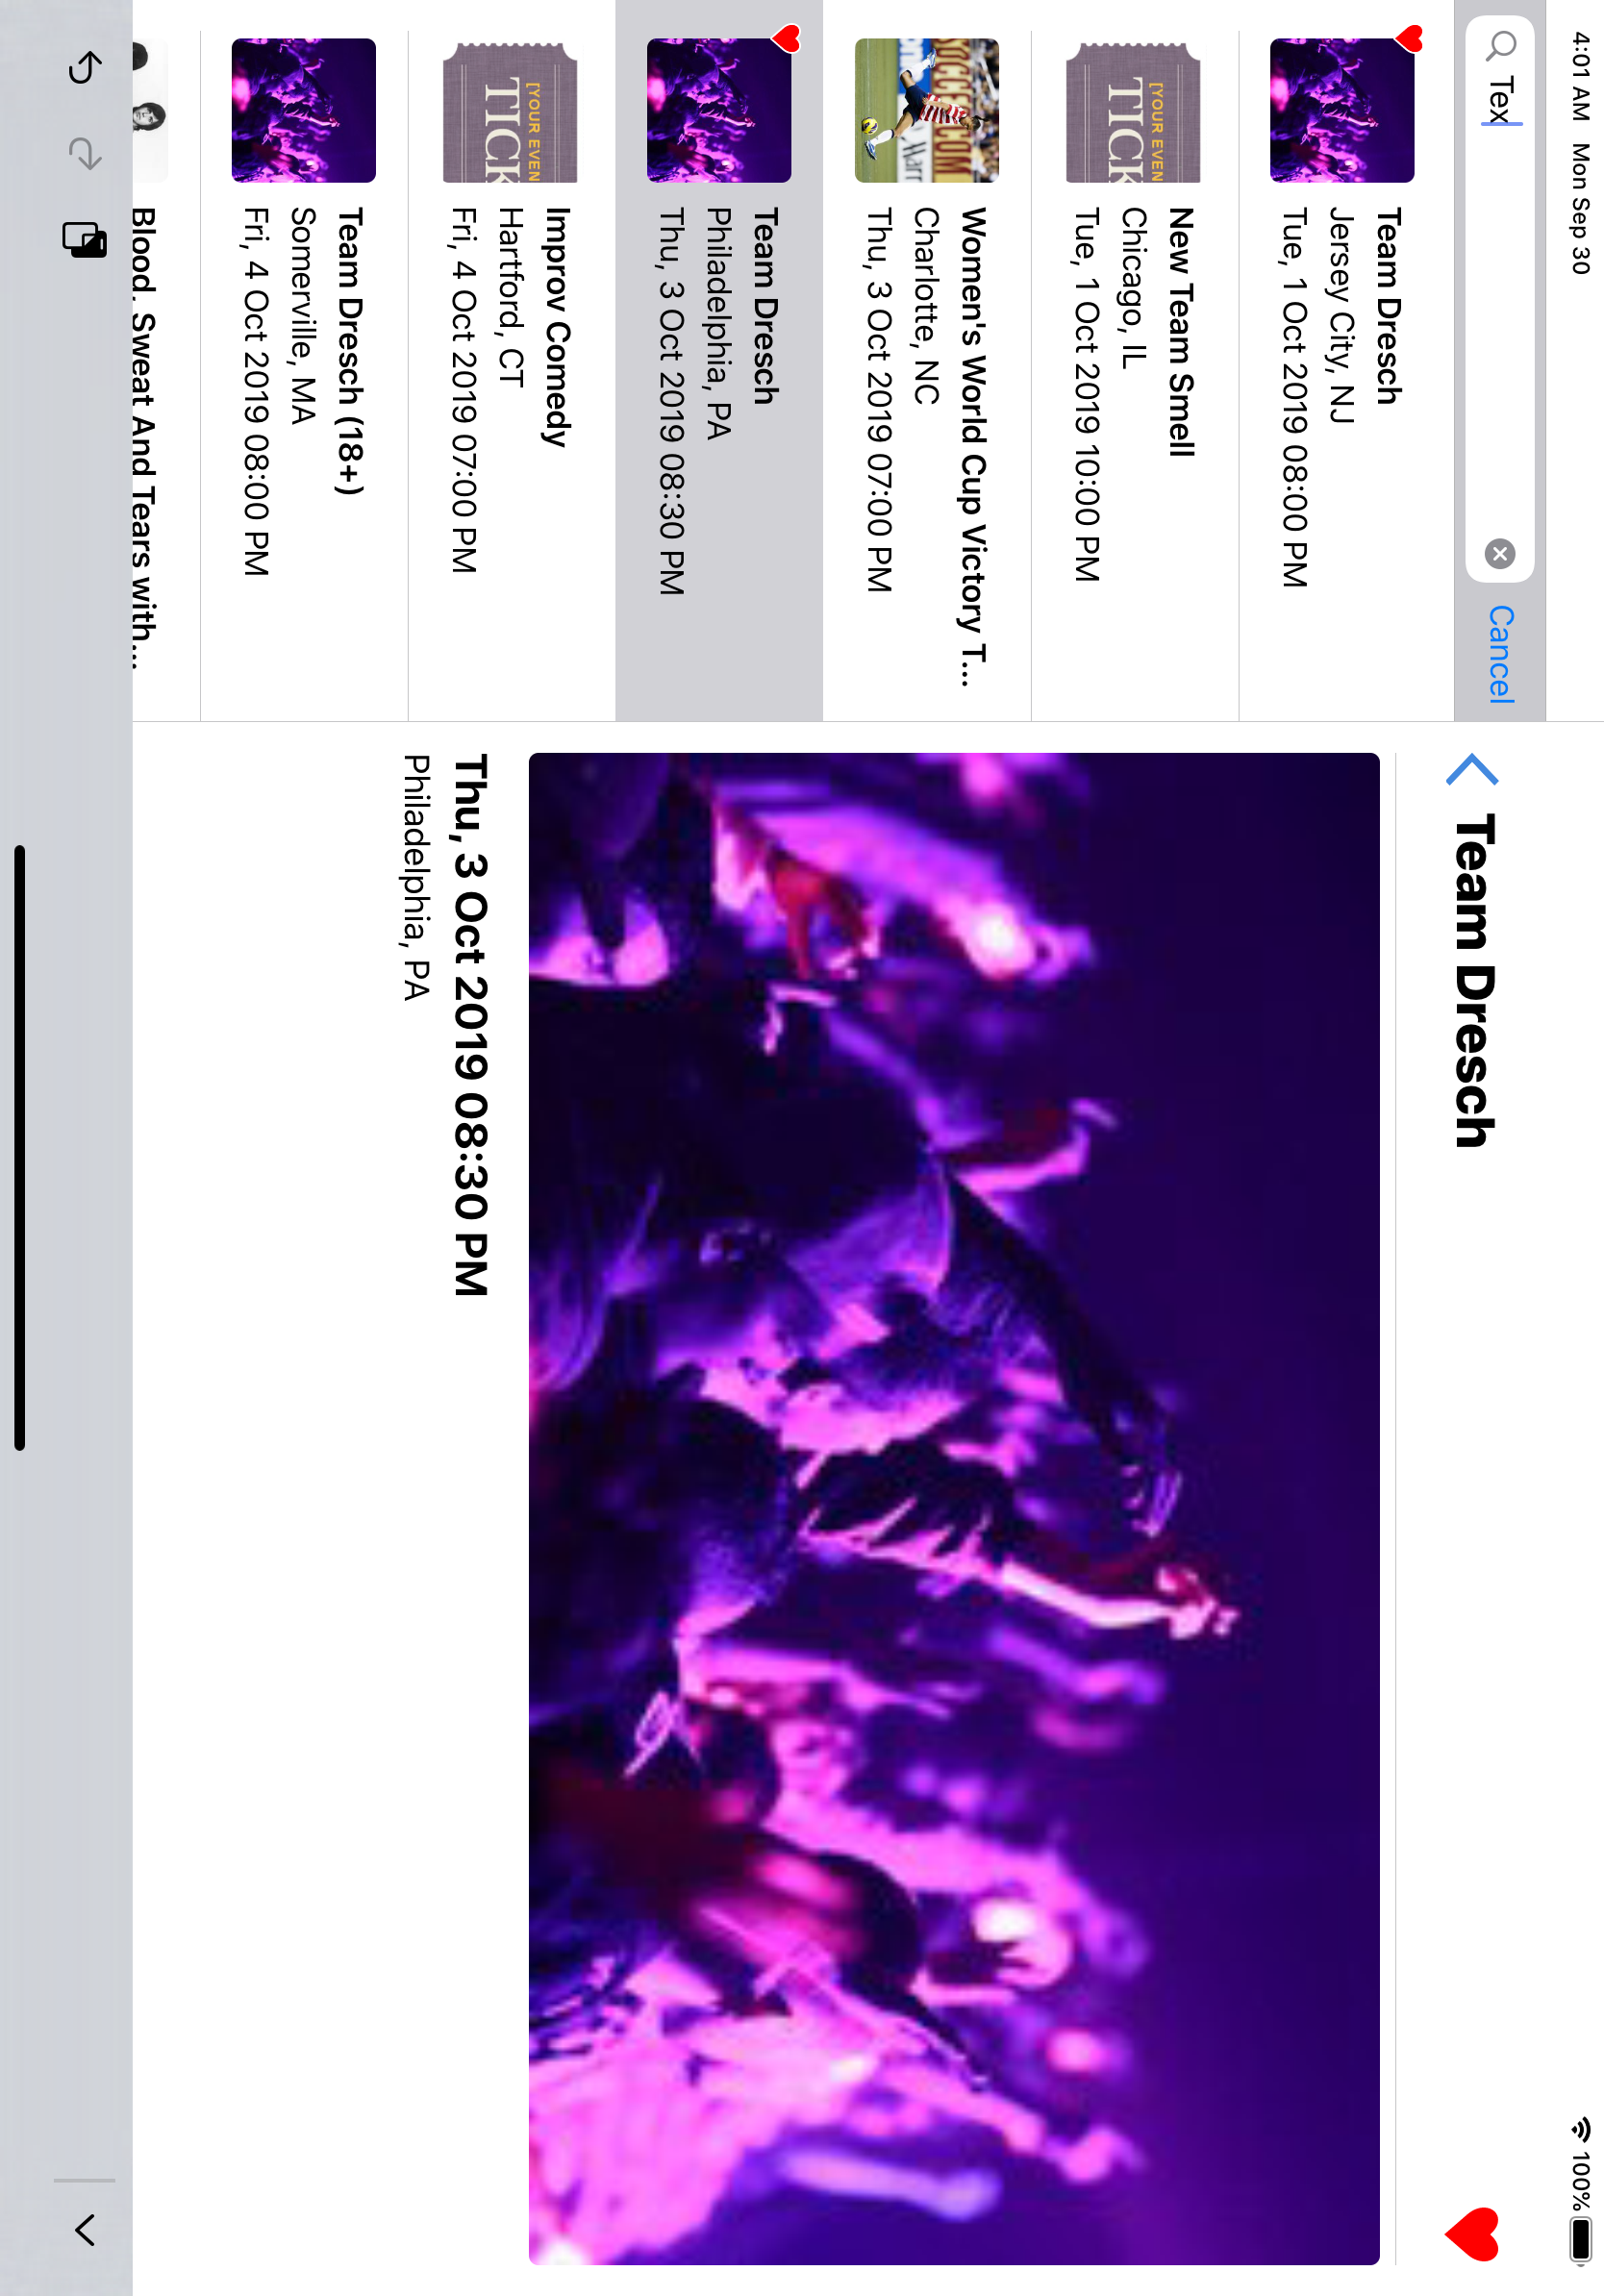 4:01 AM Mon Sep 30
100%
Tex
Cancel
Team Dresch
Jersey City, NJ
Tue, 1 Oct 2019 08:00 PM
[YOUR EVEN
TICK
New Team Smell
Chicago, IL
Tue, 1 Oct 2019 10:00 PM
Women's World Cup Victory T...
Charlotte, NC
Thu, 3 Oct 2019 07:00 PM
Team Dresch
Philadelphia, PA
Thu, 3 Oct 2019 08:30 PM
[YOUR EVEN
TICK
Improv Comedy
Hartford, CT
Fri, 4 Oct 2019 07:00 PM
Team Dresch (18+)
Somerville, MA
Fri, 4 Oct 2019 08:00 PM
Blood, Sweat And Tears with...
Team Dresch
Thu, 3 Oct 2019 08:30 PM
Philadelphia, PA